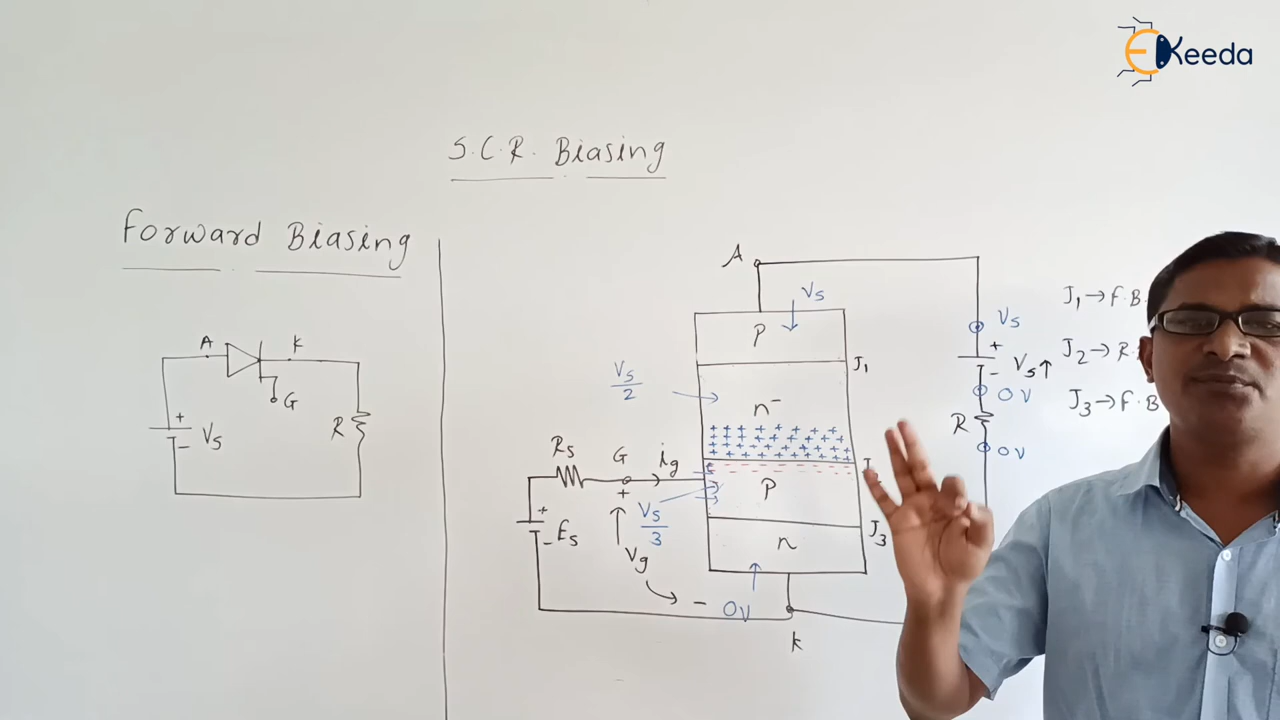 EKeeda
S.C.R. Biasing
Forward Biasing
A
K
G
+
-
Vs
R
A
Vs
P
J1
Vs/2
n-
+ + + + + + + +
- - - - - - - -
J
P
J3
n
Rs
G
ig
+
Vs/3
+
- Es
Vg
-
0V
K
Vs
+
- Vs↑
0V
R
0V
J1→F.B.
J2→R.
J3→F.B